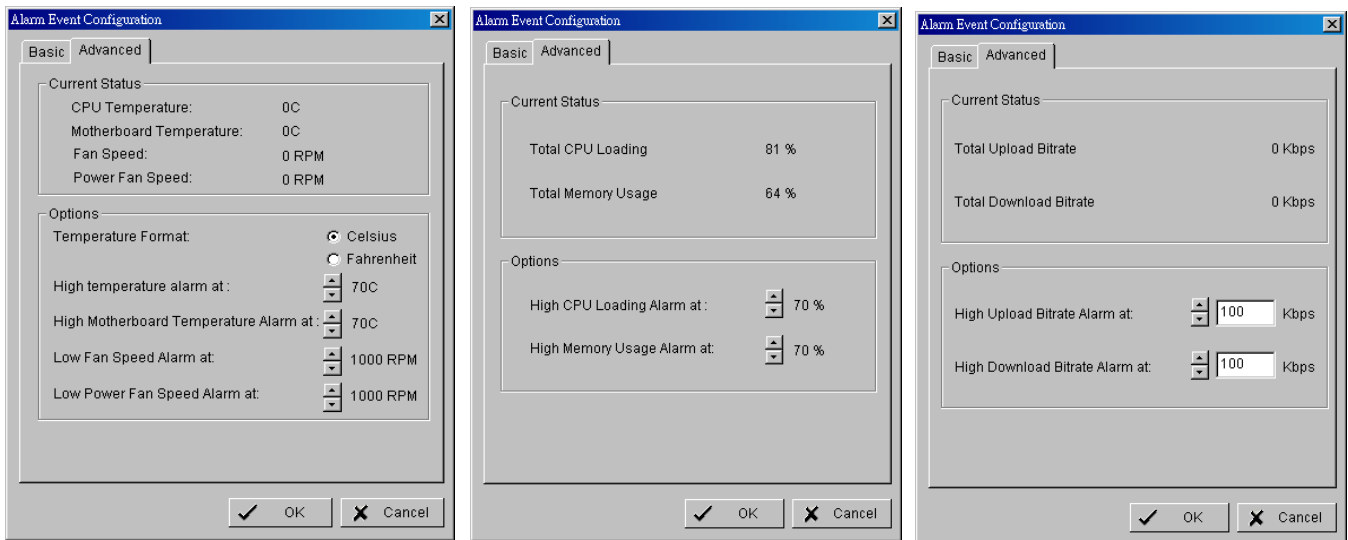 Alarm Event Configuration
Basic Advanced
Current Status
CPU Temperature: 0C
Motherboard Temperature: 0C
Fan Speed: 0 RPM
Power Fan Speed: 0 RPM
Options
Temperature Format: Celsius
Fahrenheit
High temperature alarm at : 70C
High Motherboard Temperature Alarm at : 70C
Low Fan Speed Alarm at: 1000 RPM
Low Power Fan Speed Alarm at: 1000 RPM
OK Cancel
Alarm Event Configuration
Basic Advanced
Current Status
Total CPU Loading 81 %
Total Memory Usage 64 %
Options
High CPU Loading Alarm at : 70 %
High Memory Usage Alarm at: 70 %
OK Cancel
Alarm Event Configuration
Basic Advanced
Current Status
Total Upload Bitrate 0 Kbps
Total Download Bitrate 0 Kbps
Options
High Upload Bitrate Alarm at: 100 Kbps
High Download Bitrate Alarm at: 100 Kbps
OK Cancel